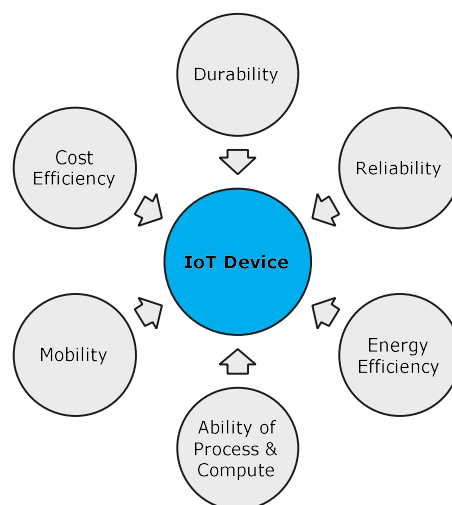 Durability
Cost
Efficiency
Reliability
IoT Device
Mobility
Energy
Efficiency
Ability of
Process &
Compute